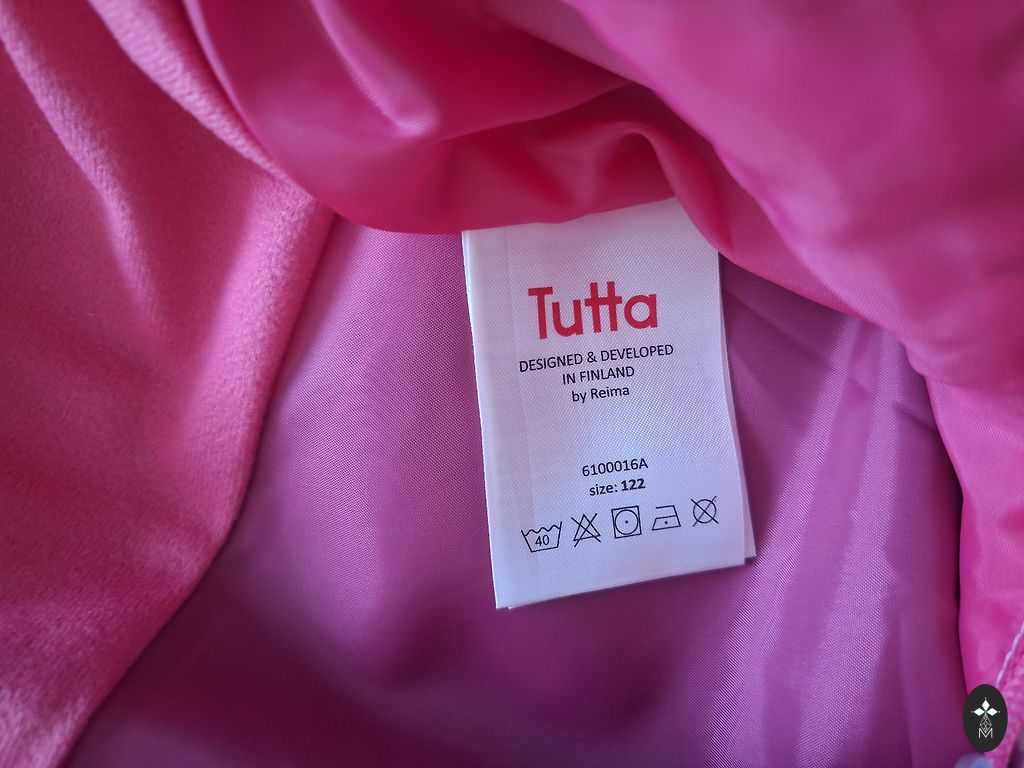 Tutta
DESIGNED & DEVELOPED
IN FINLAND
by Reima
6100016A
size: 122
40
M